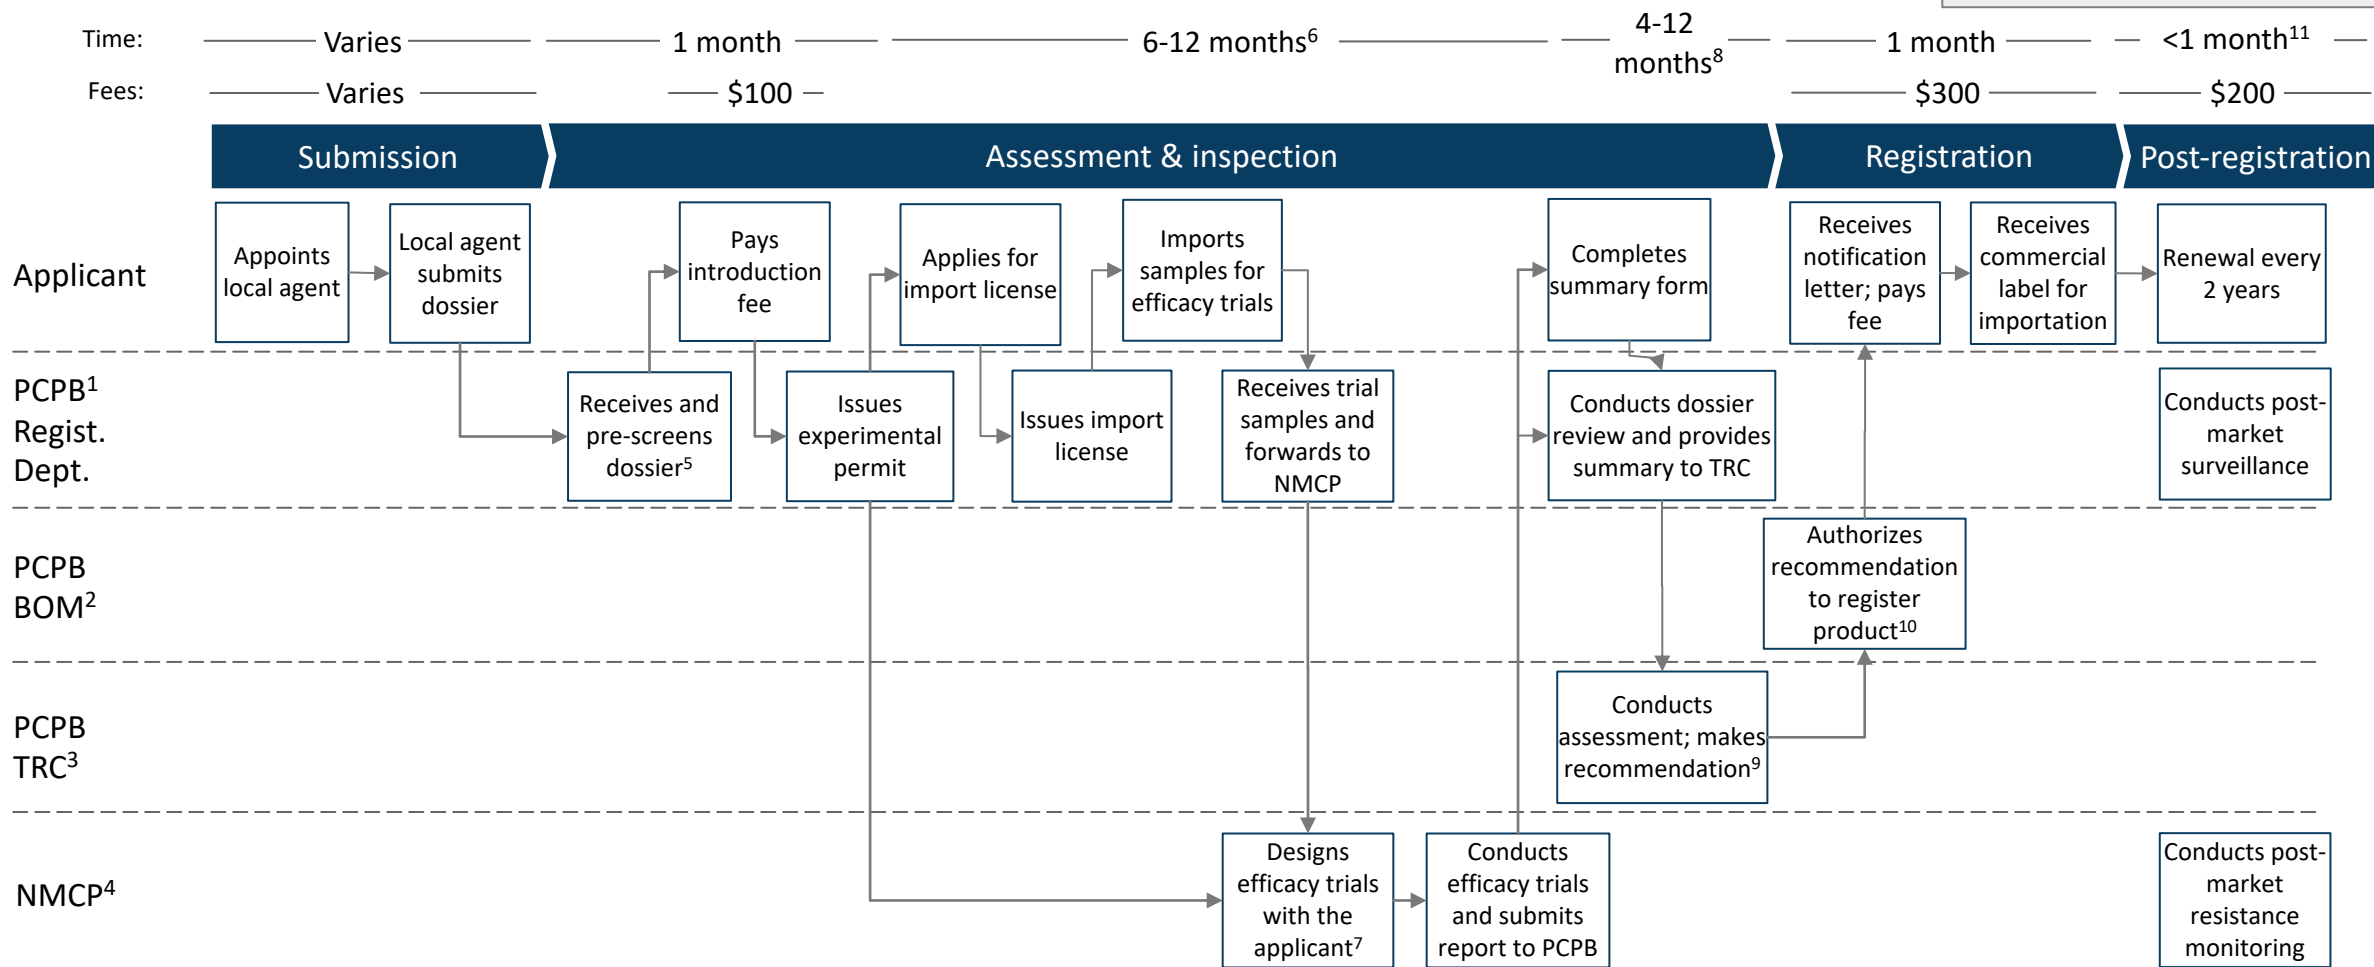 Time: Varies 1 month 6-12 months⁶ 4-12 months⁸ 1 month <1 month¹¹
Fees: Varies $100 $300 $200
Submission
Assessment & inspection
Registration
Post-registration
Applicant
Appoints
local agent
Local agent
submits
dossier
Pays
introduction
fee
Applies for
import license
Imports
samples for
efficacy trials
Completes
summary form
Receives
notification
letter; pays
fee
Receives
commercial
label for
importation
Renewal every
2 years
PCPB¹
Regist.
Dept.
Receives and
pre-screens
dossier⁵
Issues
experimental
permit
Issues import
license
Receives trial
samples and
forwards to
NMCP
Conducts dossier
review and provides
summary to TRC
Conducts post-
market
surveillance
PCPB
BOM²
Authorizes
recommendation
to register
product¹⁰
PCPB
TRC³
Conducts
assessment; makes
recommendation⁹
NMCP⁴
Designs
efficacy trials
with the
applicant⁷
Conducts
efficacy trials
and submits
report to PCPB
Conducts post-
market
resistance
monitoring